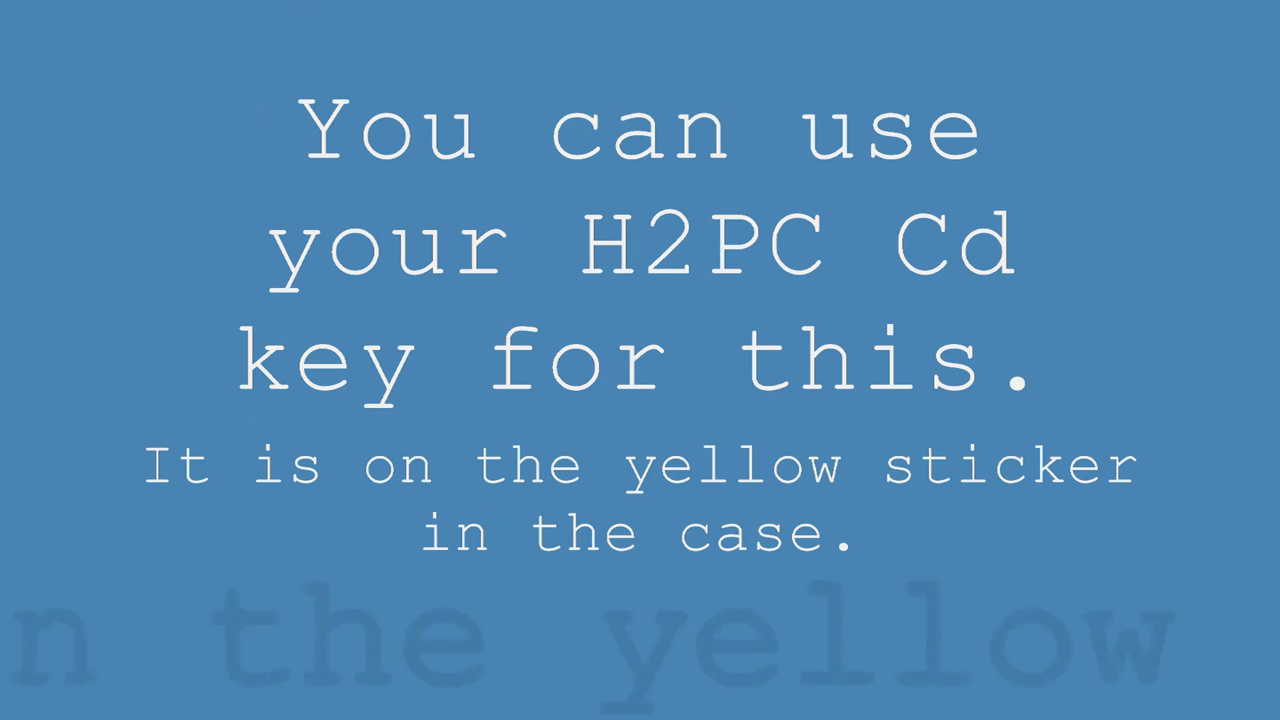 You can use
your H2PC Cd
key for this.
It is on the yellow sticker
in the case.
n the yellow